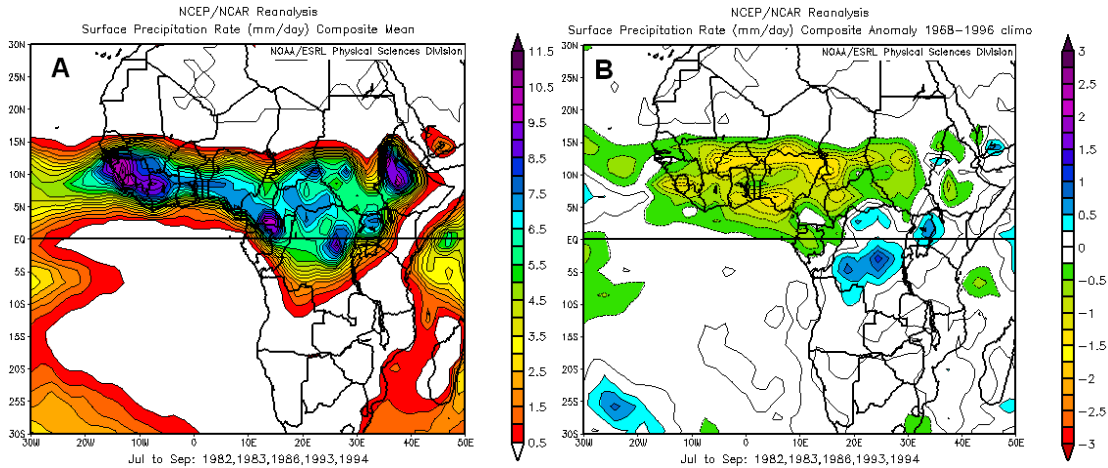 NCEP/NCAR Reanalysis
Surface Precipitation Rate (mm/day) Composite Mean
NOAA/ESRL Physical Sciences Division
A
30N
25N
20N
15N
10N
5N
EQ
5S
10S
15S
20S
25S
30S
30W 20W 10W 0 10E 20E 30E 40E 50E
Jul to Sep: 1982,1983,1986,1993,1994
11.5
10.5
9.5
8.5
7.5
6.5
5.5
4.5
3.5
2.5
1.5
0.5
NCEP/NCAR Reanalysis
Surface Precipitation Rate (mm/day) Composite Anomaly 1968-1996 climo
NOAA/ESRL Physical Sciences Division
B
30N
25N
20N
15N
10N
5N
EQ
5S
10S
15S
20S
25S
30S
30W 20W 10W 0 10E 20E 30E 40E 50E
Jul to Sep: 1982,1983,1986,1993,1994
3
2.5
2
1.5
1
0.5
0
-0.5
-1
-1.5
-2
-2.5
-3